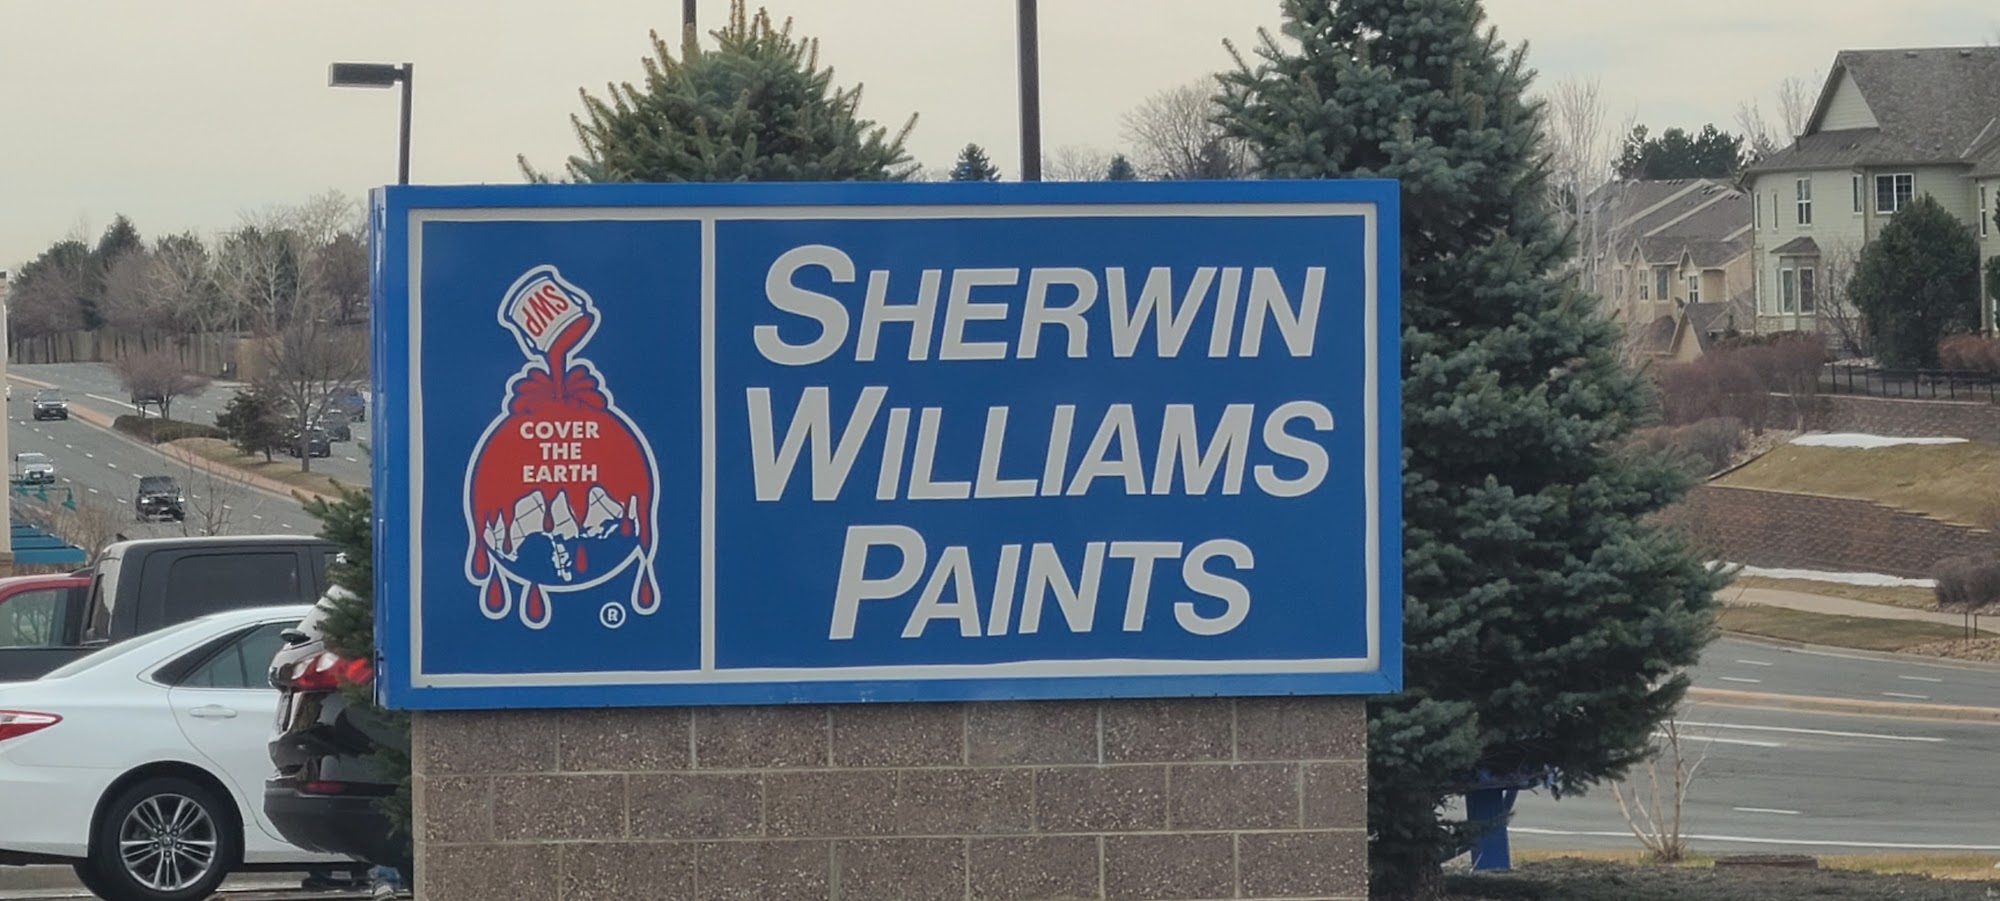 SWP
COVER
THE
EARTH
®
SHERWIN
WILLIAMS
PAINTS